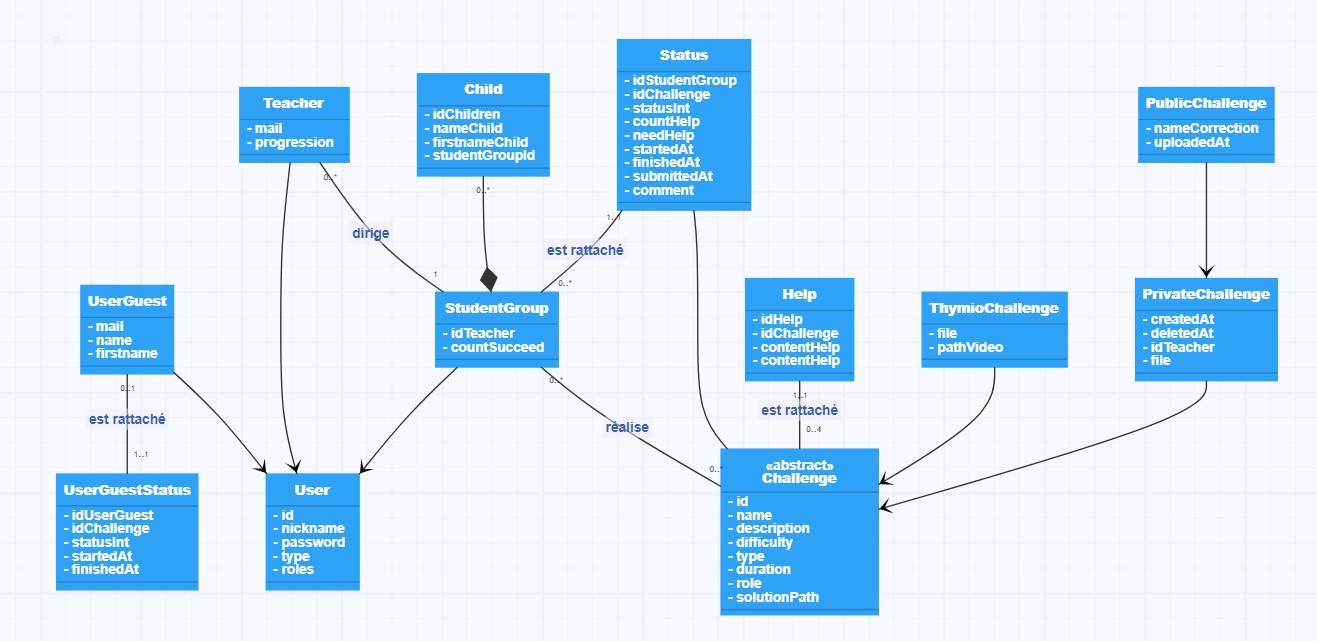 Status
- idStudentGroup
- idChallenge
- statusInt
- countHelp
- needHelp
- startedAt
- finishedAt
- submittedAt
- comment
Child
- idChildren
- nameChild
- firstnameChild
- studentGroupId
Teacher
- mail
- progression
PublicChallenge
- nameCorrection
- uploadedAt
0..*
0..*
1..1
dirige
est rattaché
1
0..*
UserGuest
- mail
- name
- firstname
StudentGroup
- idTeacher
- countSucceed
Help
- idHelp
- idChallenge
- contentHelp
- contentHelp
ThymioChallenge
- file
- pathVideo
PrivateChallenge
- createdAt
- deletedAt
- idTeacher
- file
0..1
est rattaché
1..1
0..*
réalise
0..*
1..1
est rattaché
0..4
UserGuestStatus
- idUserGuest
- idChallenge
- statusInt
- startedAt
- finishedAt
User
- id
- nickname
- password
- type
- roles
«abstract»
Challenge
- id
- name
- description
- difficulty
- type
- duration
- role
- solutionPath